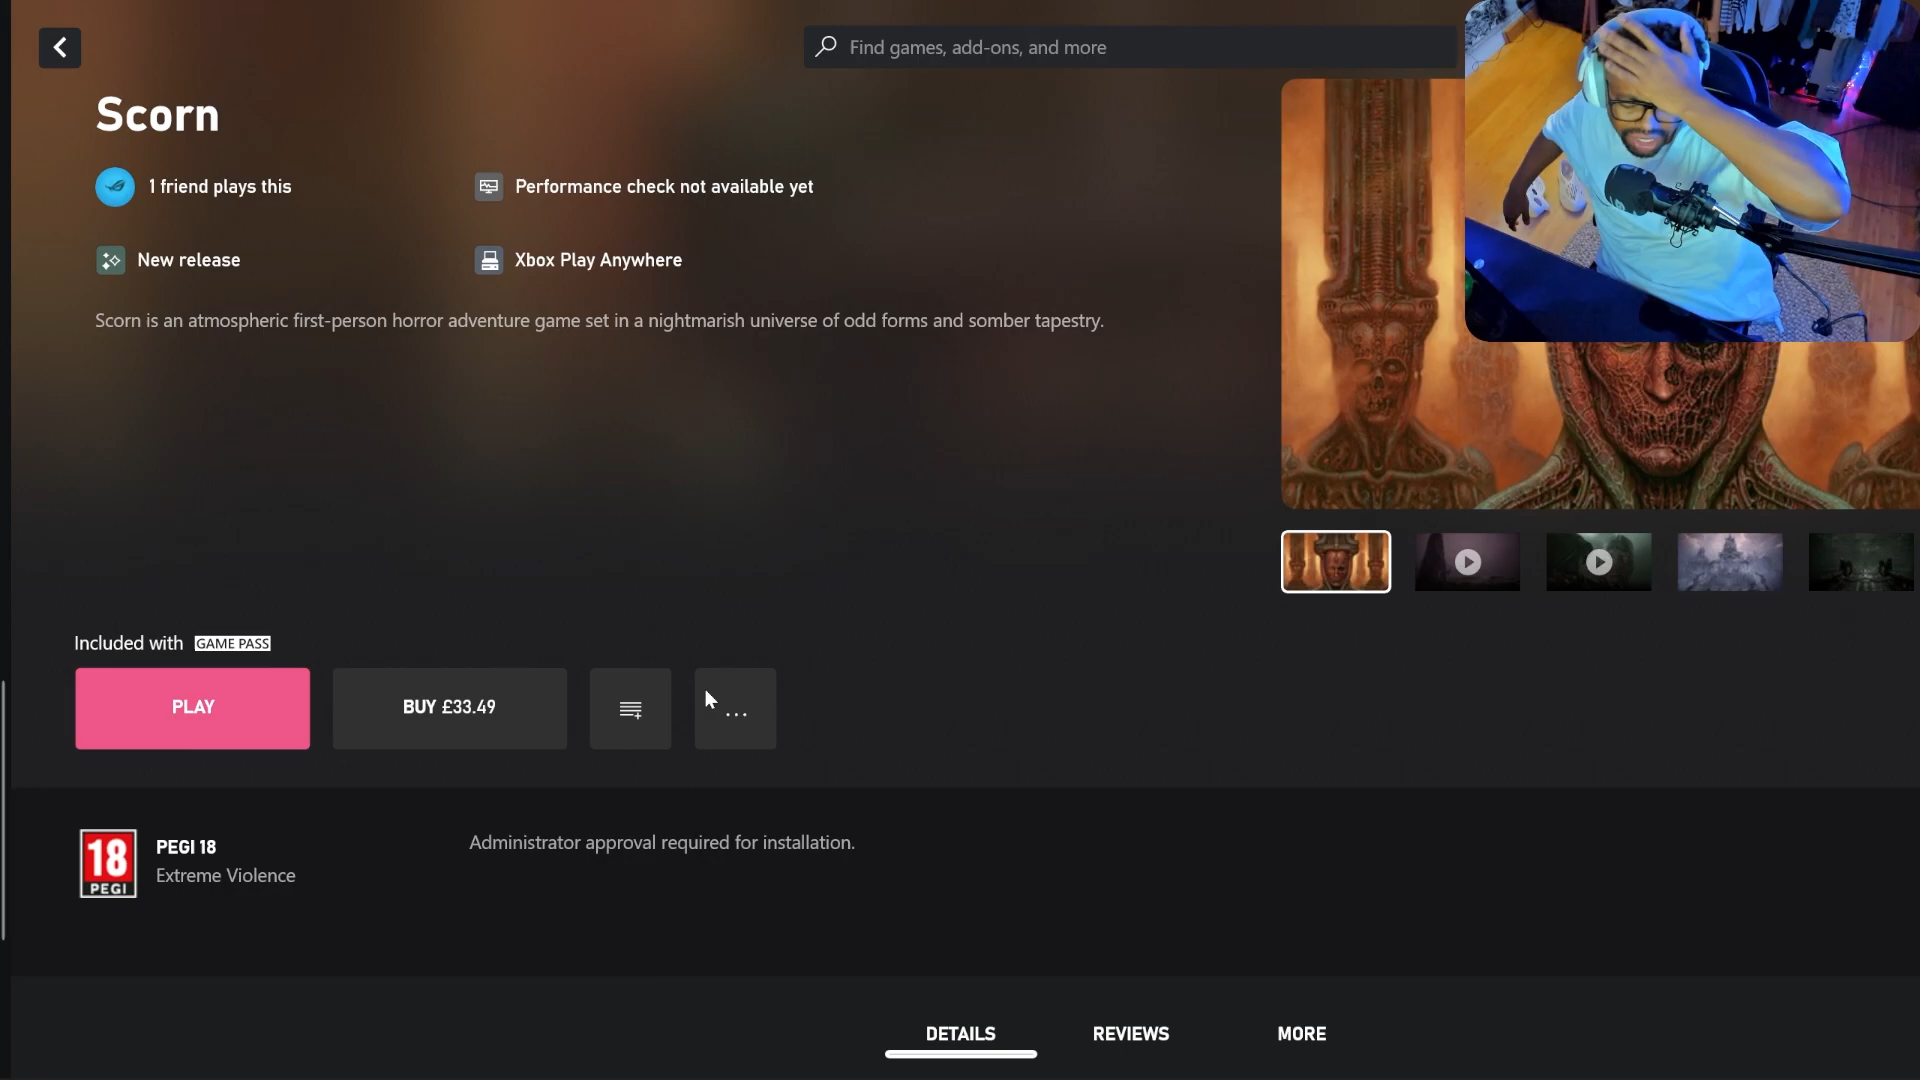 Find games, add-ons, and more
Scorn
1 friend plays this
Performance check not available yet
New release
Xbox Play Anywhere
Scorn is an atmospheric first-person horror adventure game set in a nightmarish universe of odd forms and somber tapestry.
Included with GAME PASS
PLAY
BUY £33.49
...
18
PEGI
PEGI 18
Extreme Violence
Administrator approval required for installation.
DETAILS
REVIEWS
MORE